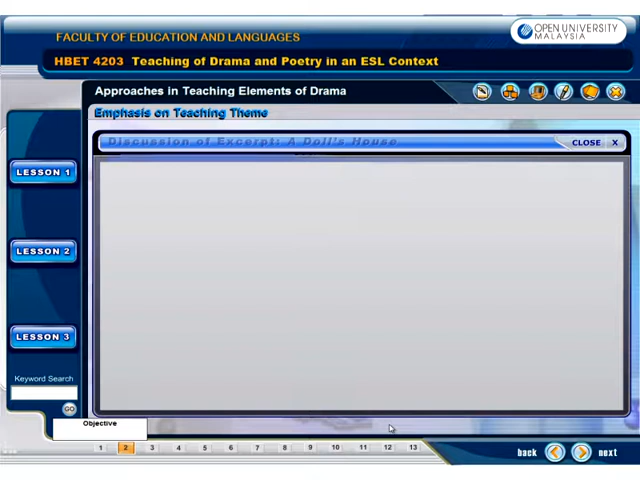 OPEN UNIVERSITY
MALAYSIA
FACULTY OF EDUCATION AND LANGUAGES
HBET 4203 Teaching of Drama and Poetry in an ESL Context
Approaches in Teaching Elements of Drama
Emphasis on Teaching Theme
Discussion of Excerpt: A Doll's House
CLOSE X
LESSON 1
LESSON 2
LESSON 3
Keyword Search
GO
Objective
1 2 3 4 5 6 7 8 9 10 11 12 13
back next